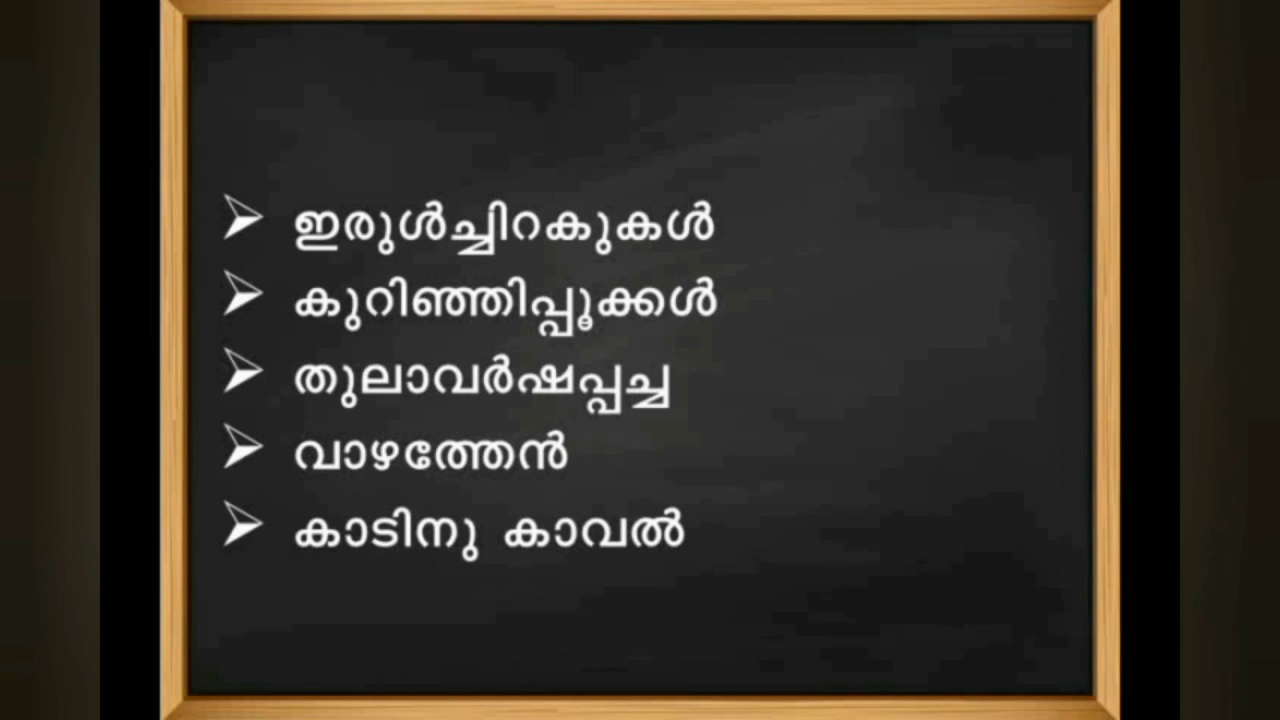 ഇരുൾച്ചിറകുകൾ
കുറിഞ്ഞിപ്പൂക്കൾ
തുലാവർഷപ്പച്ച
വാഴത്തേൻ
കാടിനു കാവൽ